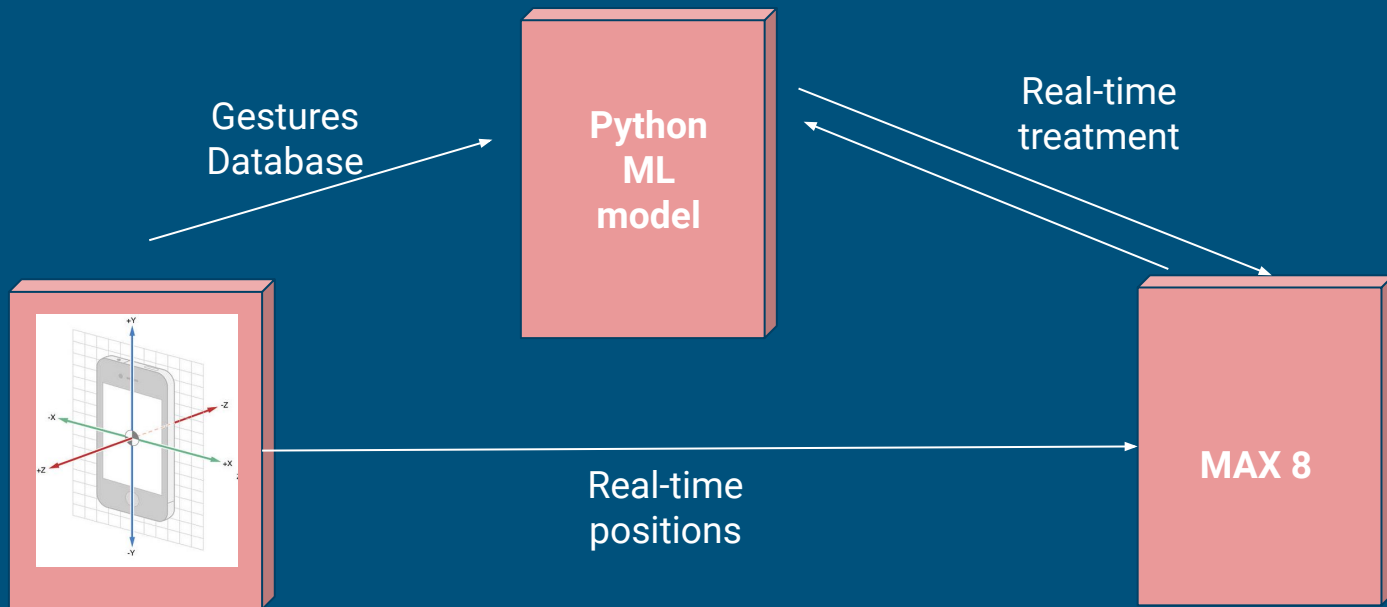 Gestures
Database
Python
ML
model
Real-time
treatment
+Y
-X
-Z
+Z
+X
-Y
Real-time
positions
MAX 8